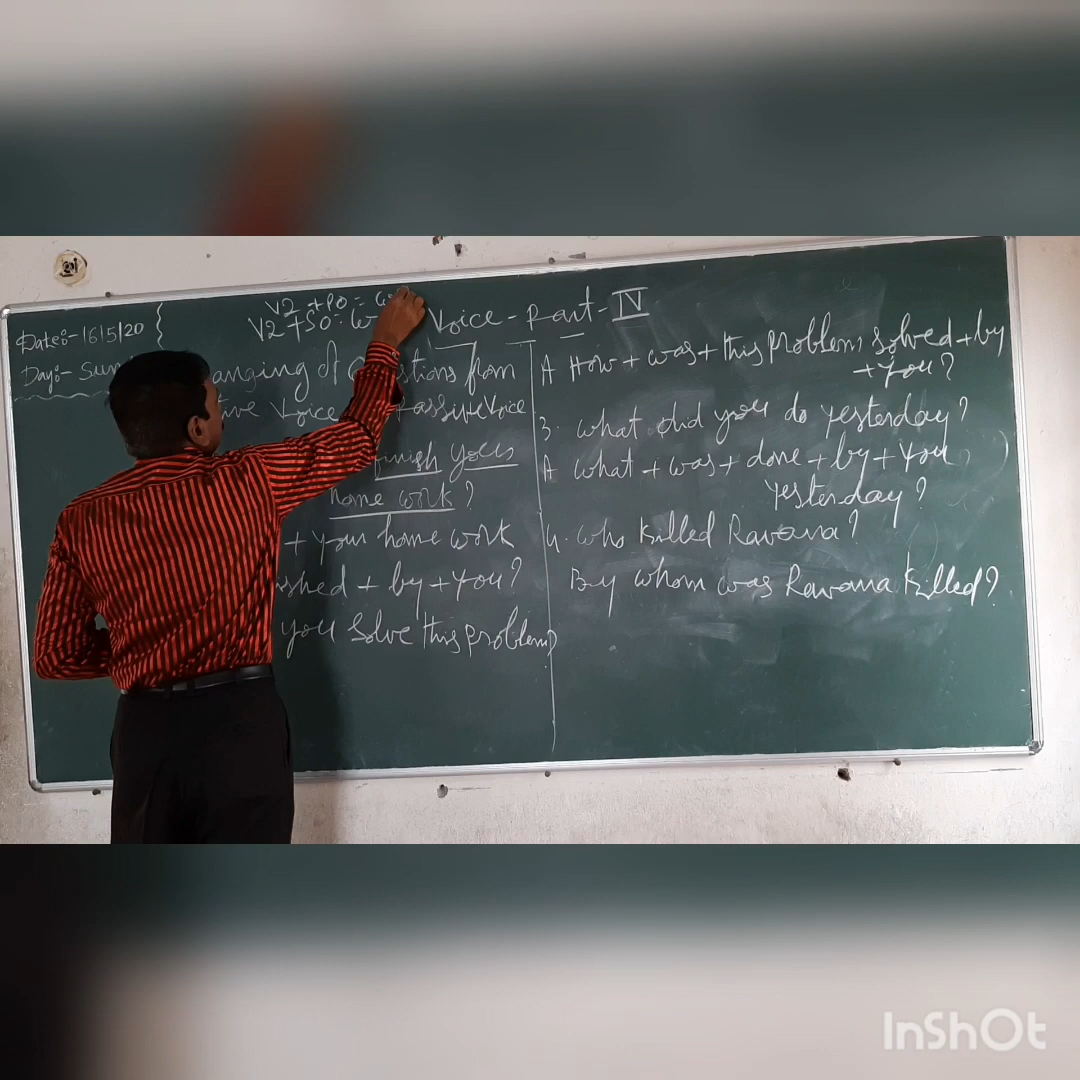 V2 + PO =
V2 + SO =
Voice - Part - IV
Date:- 16/5/20
Day:- Sun
anging of stions from
ive Voice assive Voice
finish your
home work?
+ your home work
shed + by + you?
you solve this problem?
A How + was + this problem solved + by
+ you?
3. what did you do yesterday?
A what + was + done + by + you
yesterday?
4. who killed Ravana?
By whom was Ravana killed?
InShOt